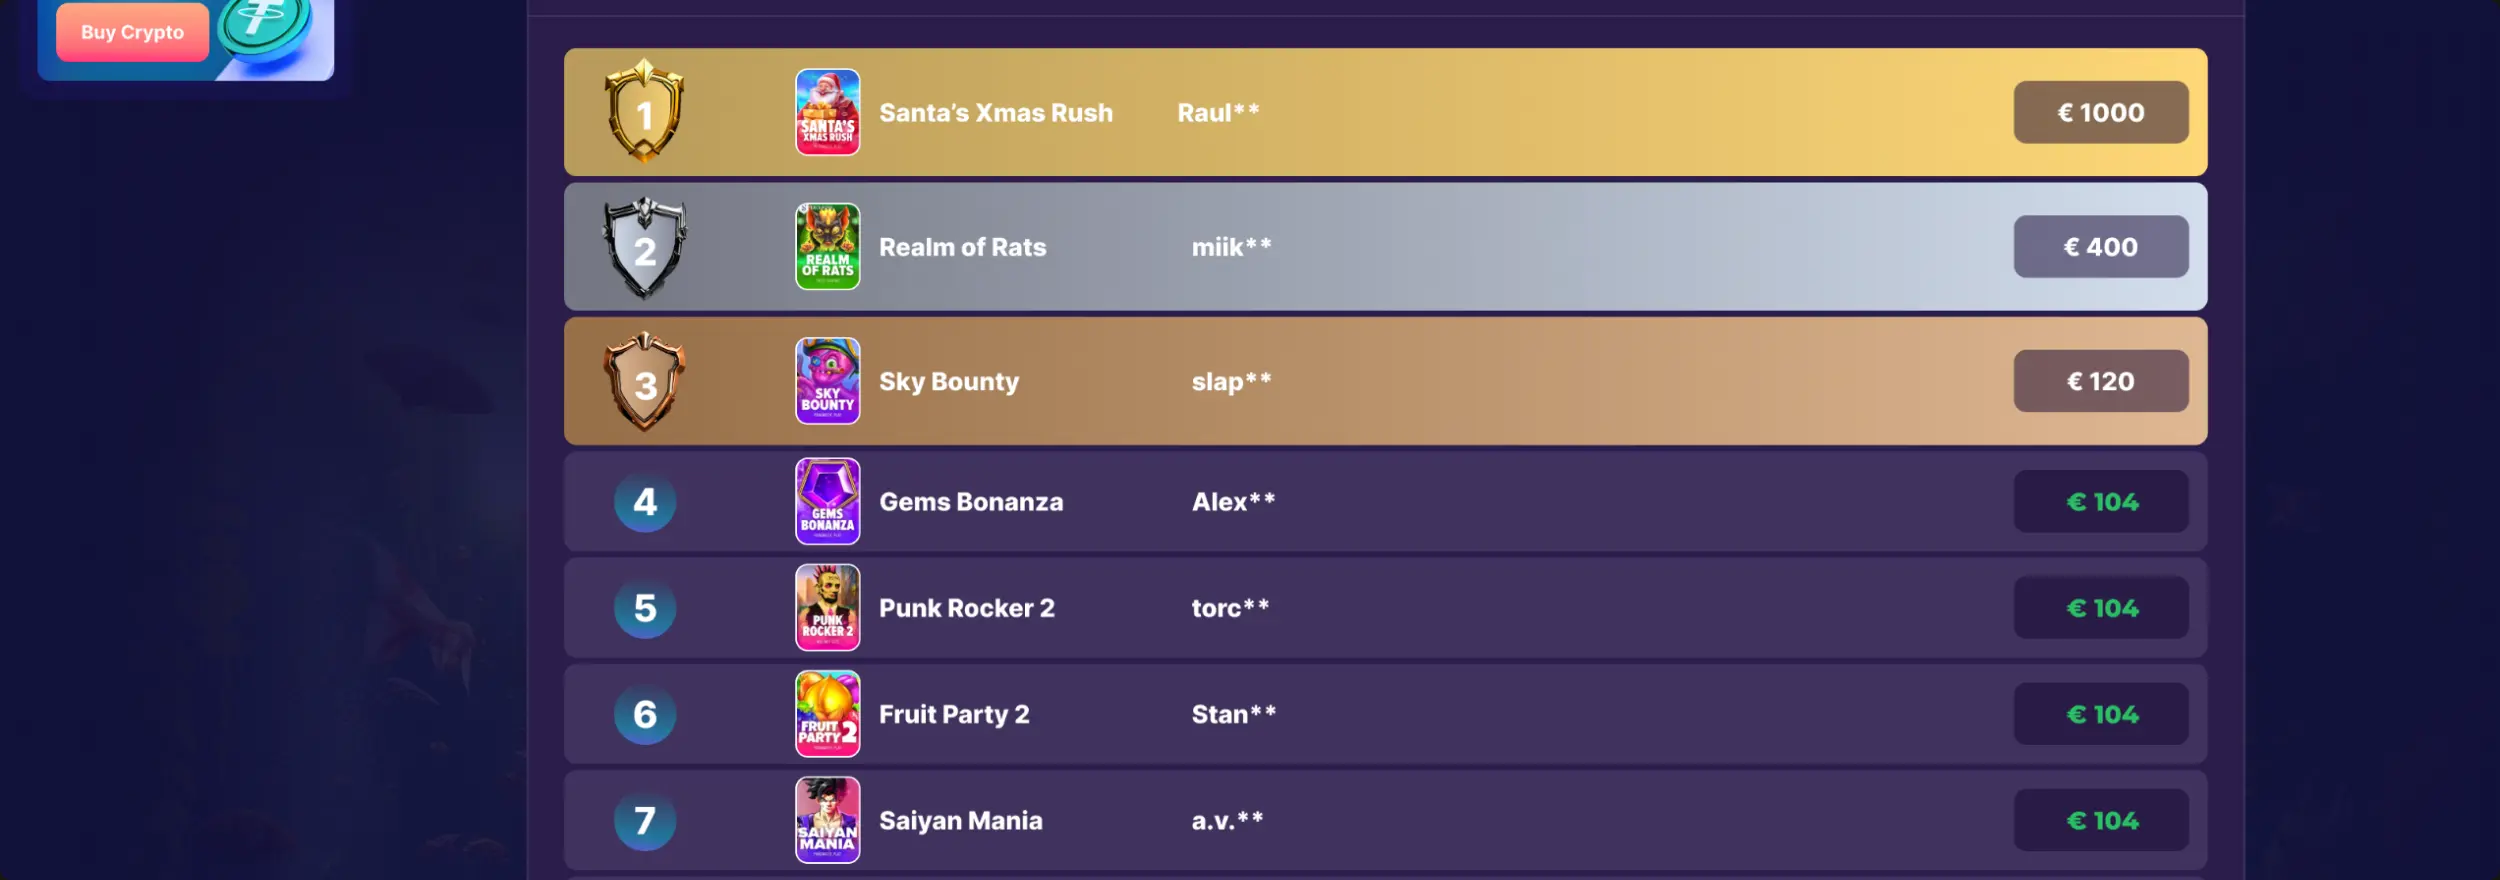 Buy Crypto
1
SANTA'S
XMAS RUSH
Santa's Xmas Rush
Raul**
€ 1000
2
REALM
OF RATS
Realm of Rats
miik**
€ 400
3
SKY
BOUNTY
Sky Bounty
slap**
€ 120
4
GEMS
BONANZA
Gems Bonanza
Alex**
€ 104
5
PUNK
ROCKER 2
Punk Rocker 2
torc**
€ 104
6
FRUIT
PARTY 2
Fruit Party 2
Stan**
€ 104
7
SAIYAN
MANIA
Saiyan Mania
a.v.**
€ 104